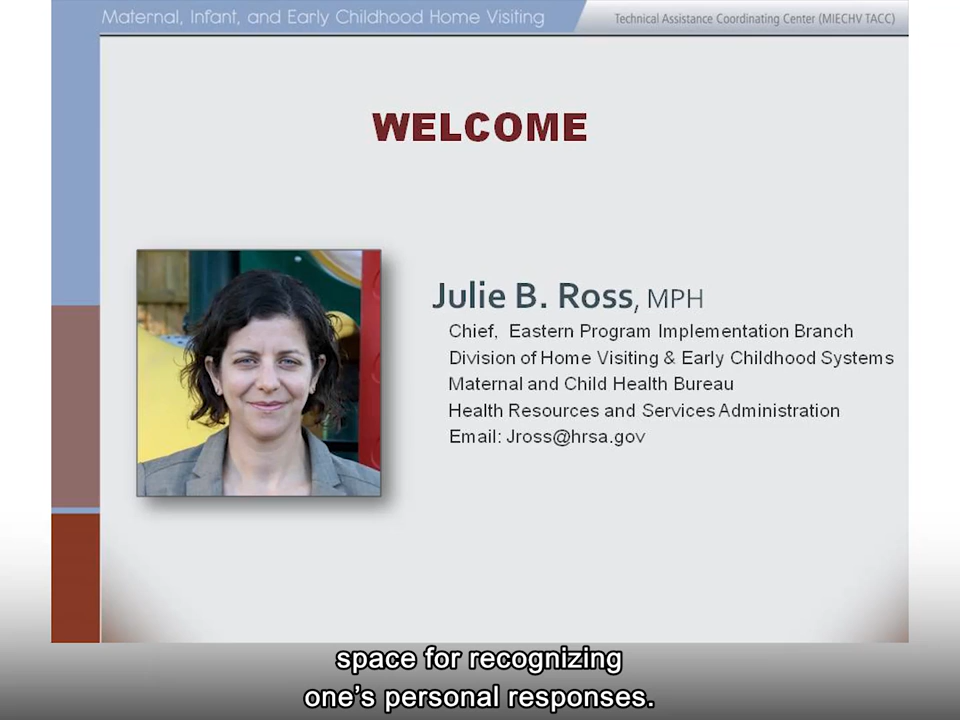 Maternal, Infant, and Early Childhood Home Visiting
Technical Assistance Coordinating Center (MIECHV TACC)
WELCOME
Julie B. Ross, MPH
Chief, Eastern Program Implementation Branch
Division of Home Visiting & Early Childhood Systems
Maternal and Child Health Bureau
Health Resources and Services Administration
Email: Jross@hrsa.gov
space for recognizing
one's personal responses.